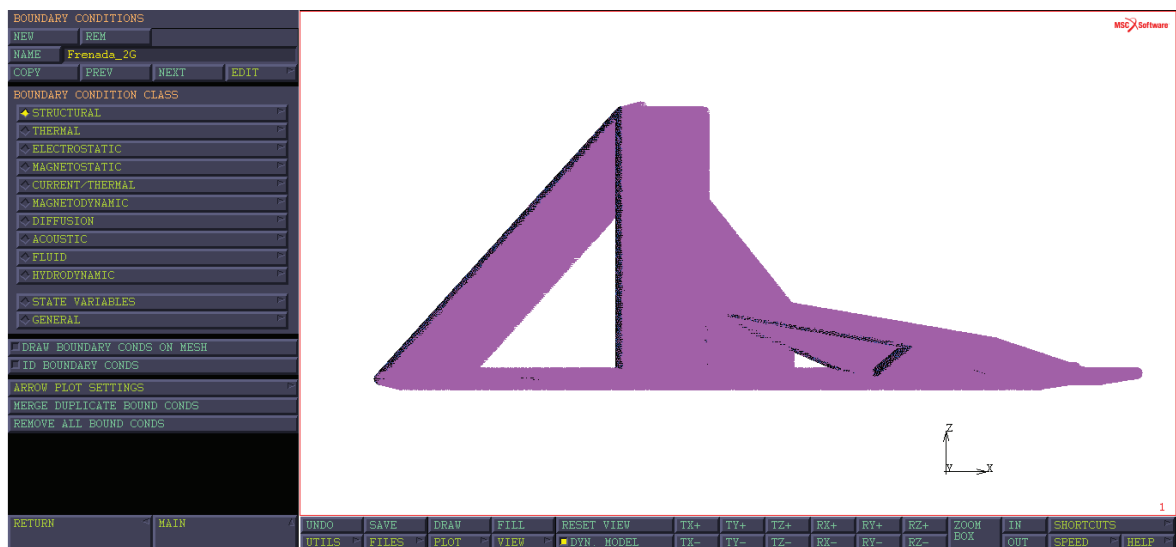 BOUNDARY CONDITIONS
NEW REM
NAME Frenada_2G
COPY PREV NEXT EDIT
BOUNDARY CONDITION CLASS
STRUCTURAL
THERMAL
ELECTROSTATIC
MAGNETOSTATIC
CURRENT/THERMAL
MAGNETODYNAMIC
DIFFUSION
ACOUSTIC
FLUID
HYDRODYNAMIC
STATE VARIABLES
GENERAL
DRAW BOUNDARY CONDS ON MESH
ID BOUNDARY CONDS
ARROW PLOT SETTINGS
MERGE DUPLICATE BOUND CONDS
REMOVE ALL BOUND CONDS
RETURN MAIN
MSC Software
Z
Y X
1
UNDO SAVE DRAW FILL RESET VIEW TX+ TY+ TZ+ RX+ RY+ RZ+ ZOOM BOX IN SHORTCUTS
UTILS FILES PLOT VIEW DYN. MODEL TX- TY- TZ- RX- RY- RZ- OUT SPEED HELP